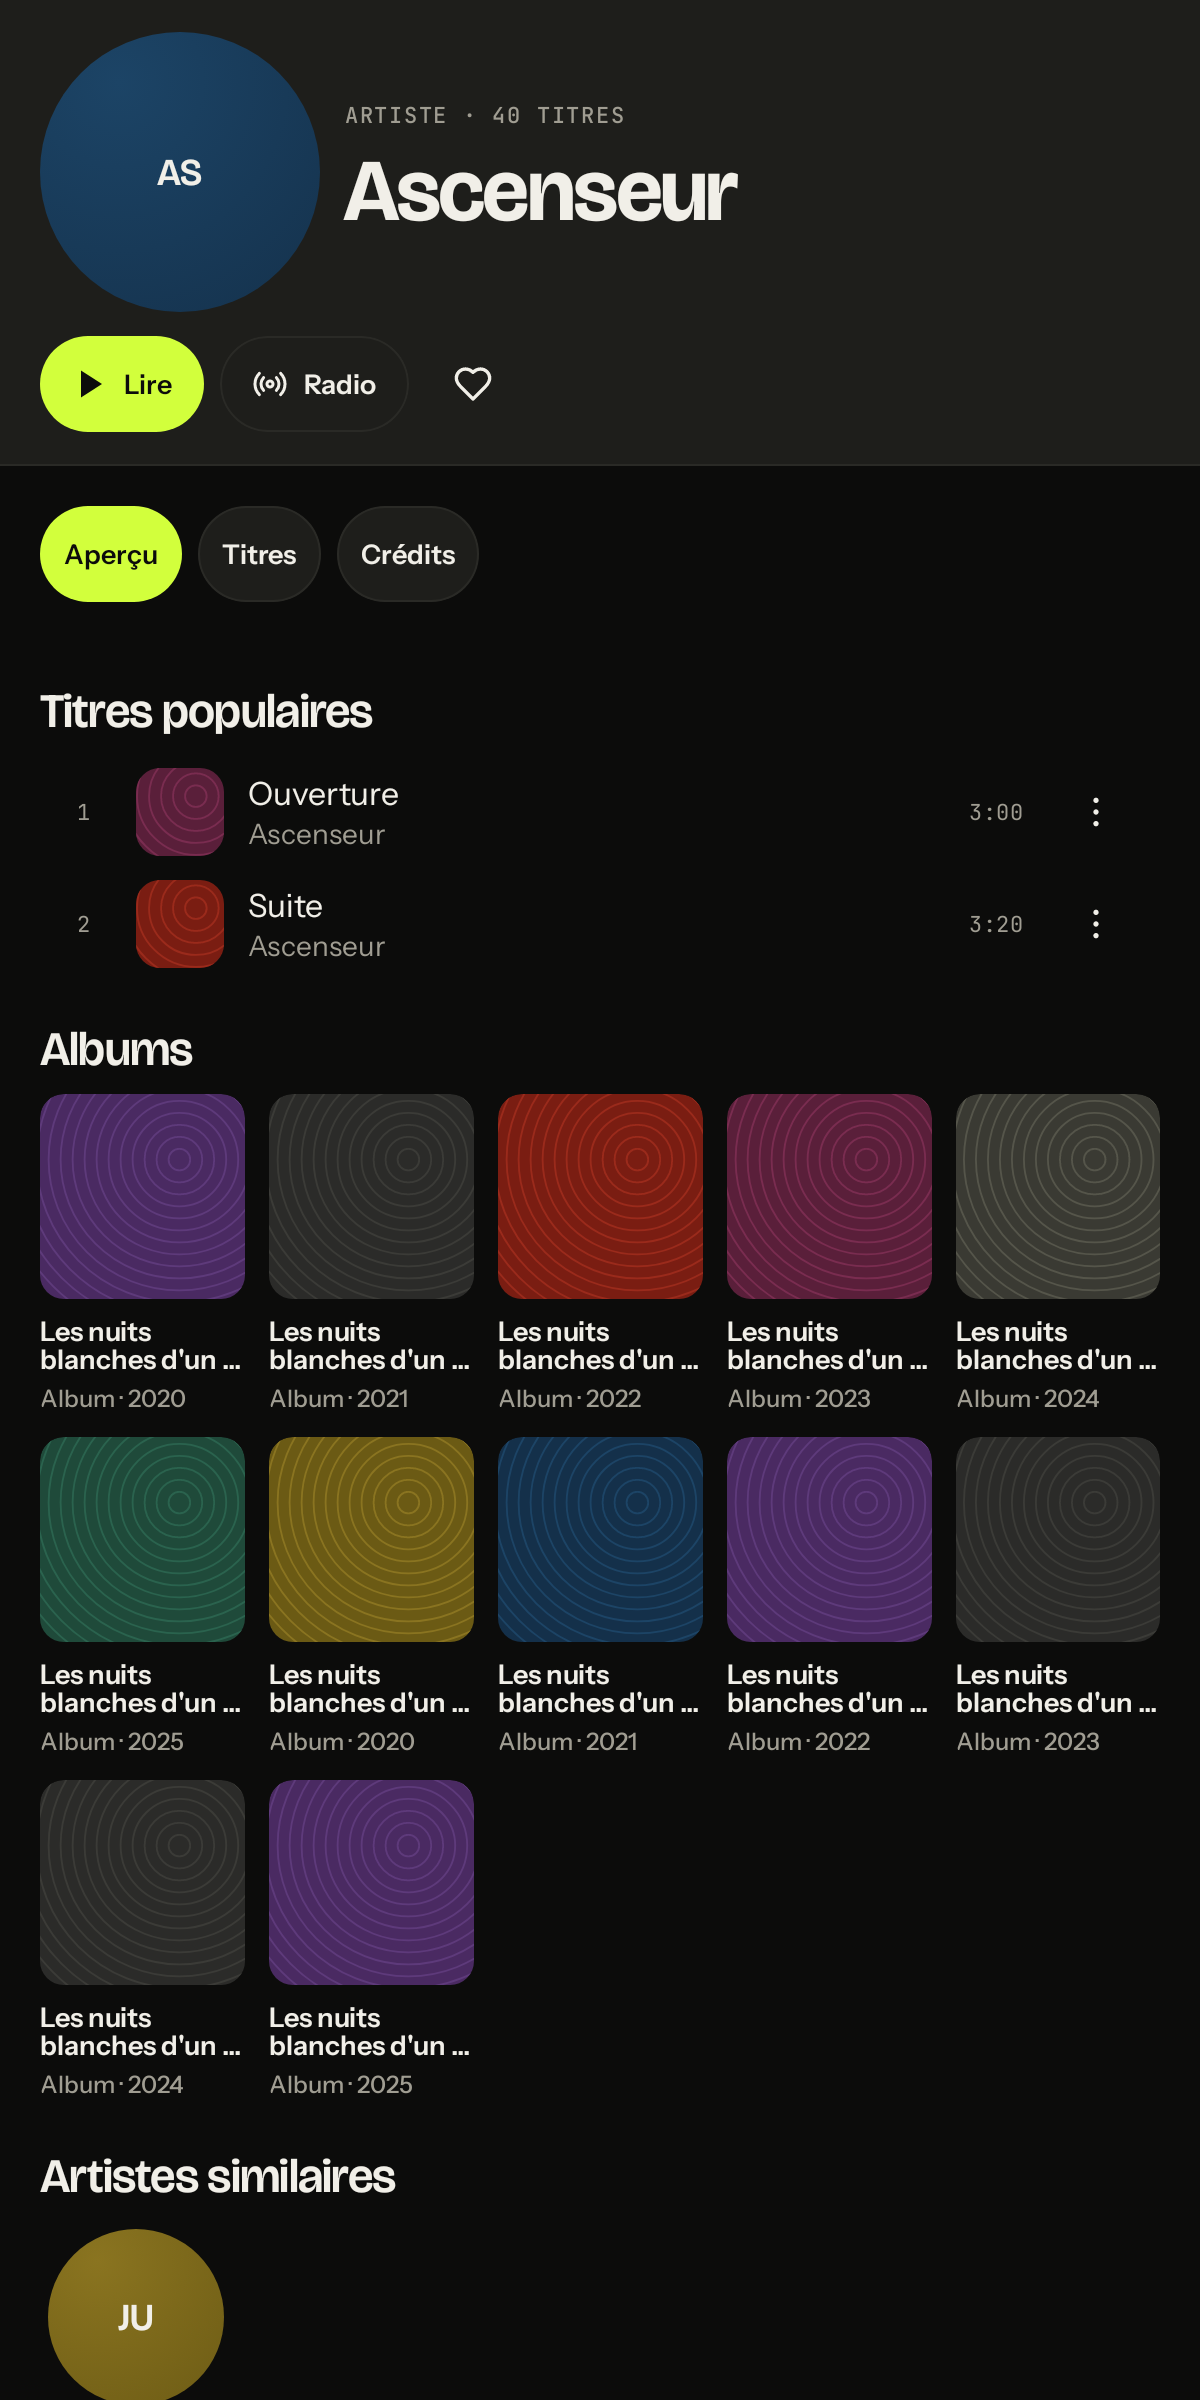 AS
ARTISTE · 40 TITRES
Ascenseur
Lire
Radio
Aperçu
Titres
Crédits
Titres populaires
1
Ouverture
Ascenseur
3:00
2
Suite
Ascenseur
3:20
Albums
Les nuits
blanches d'un ...
Album · 2020
Les nuits
blanches d'un ...
Album · 2021
Les nuits
blanches d'un ...
Album · 2022
Les nuits
blanches d'un ...
Album · 2023
Les nuits
blanches d'un ...
Album · 2024
Les nuits
blanches d'un ...
Album · 2025
Les nuits
blanches d'un ...
Album · 2020
Les nuits
blanches d'un ...
Album · 2021
Les nuits
blanches d'un ...
Album · 2022
Les nuits
blanches d'un ...
Album · 2023
Les nuits
blanches d'un ...
Album · 2024
Les nuits
blanches d'un ...
Album · 2025
Artistes similaires
JU